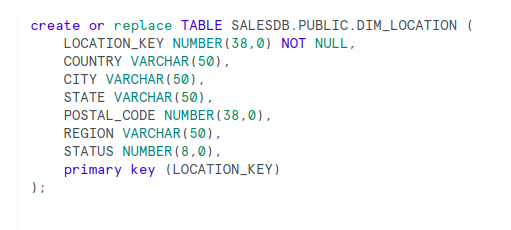 create or replace TABLE SALESDB.PUBLIC.DIM_LOCATION (
    LOCATION_KEY NUMBER(38,0) NOT NULL,
    COUNTRY VARCHAR(50),
    CITY VARCHAR(50),
    STATE VARCHAR(50),
    POSTAL_CODE NUMBER(38,0),
    REGION VARCHAR(50),
    STATUS NUMBER(8,0),
    primary key (LOCATION_KEY)
);